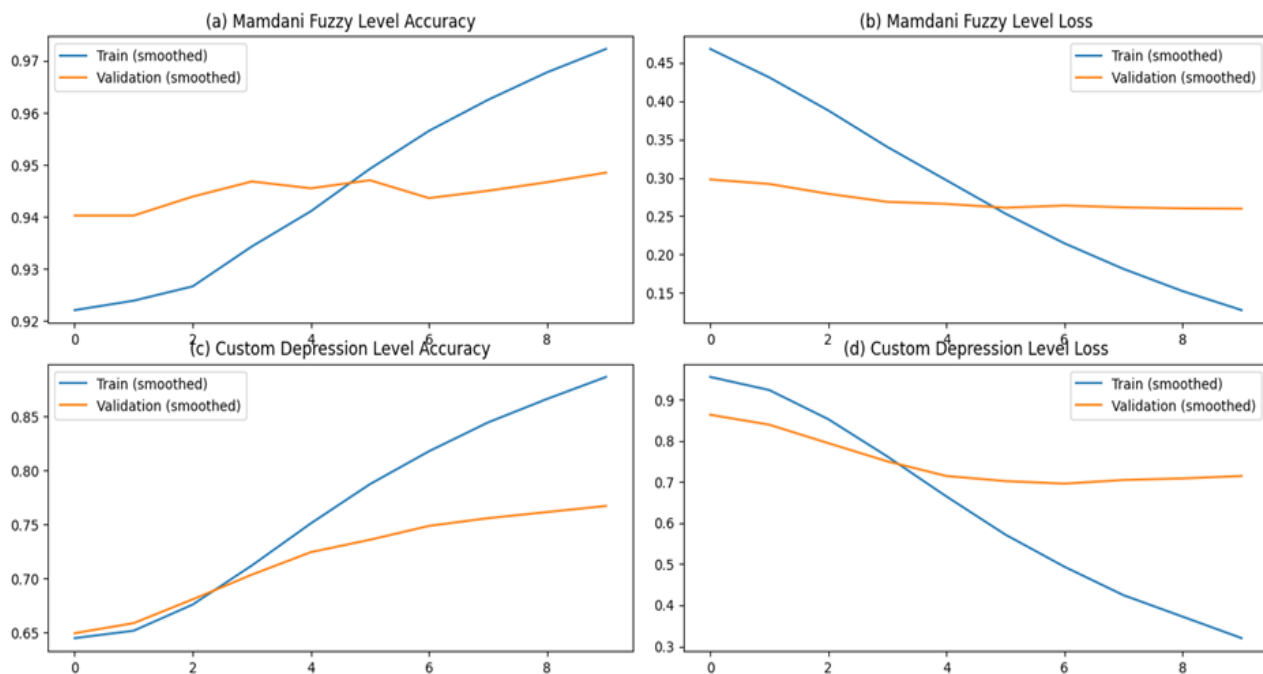 (a) Mamdani Fuzzy Level Accuracy
Train (smoothed)
Validation (smoothed)
0.97
0.96
0.95
0.94
0.93
0.92
0 2 4 6 8
(b) Mamdani Fuzzy Level Loss
Train (smoothed)
Validation (smoothed)
0.45
0.40
0.35
0.30
0.25
0.20
0.15
0 2 4 6 8
(c) Custom Depression Level Accuracy
Train (smoothed)
Validation (smoothed)
0.85
0.80
0.75
0.70
0.65
0 2 4 6 8
(d) Custom Depression Level Loss
Train (smoothed)
Validation (smoothed)
0.9
0.8
0.7
0.6
0.5
0.4
0.3
0 2 4 6 8